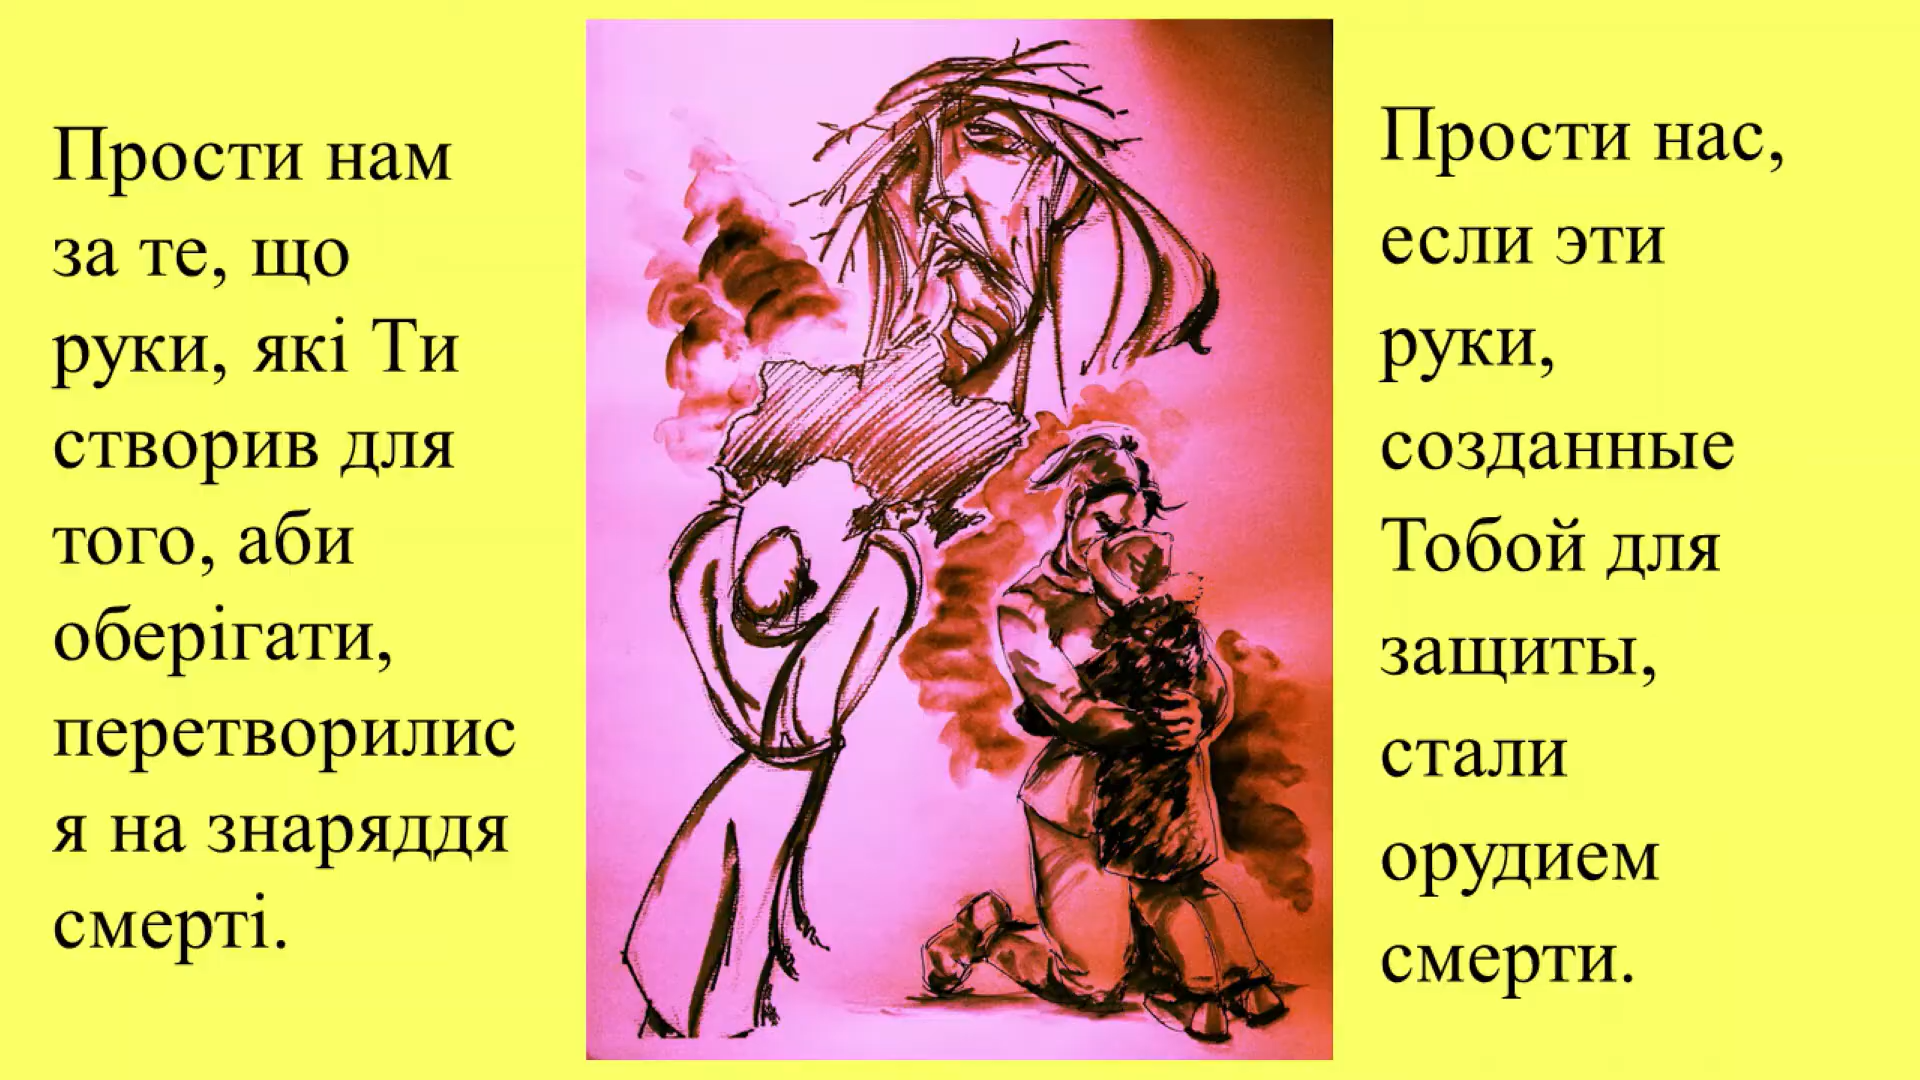 Прости нам
за те, що
руки, які Ти
створив для
того, аби
оберігати,
перетворилис
я на знаряддя
смерті.
Прости нас,
если эти
руки,
созданные
Тобой для
защиты,
стали
орудием
смерти.